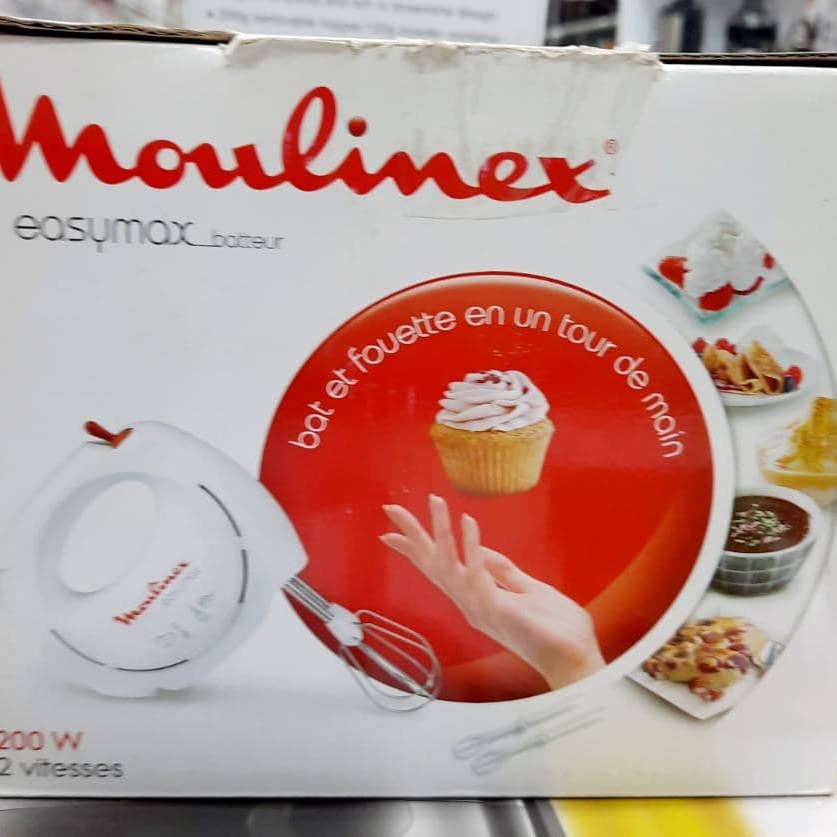 moulinex®
easymax batteur
bat et fouette en un tour de main
moulinex
200 W
2 vitesses